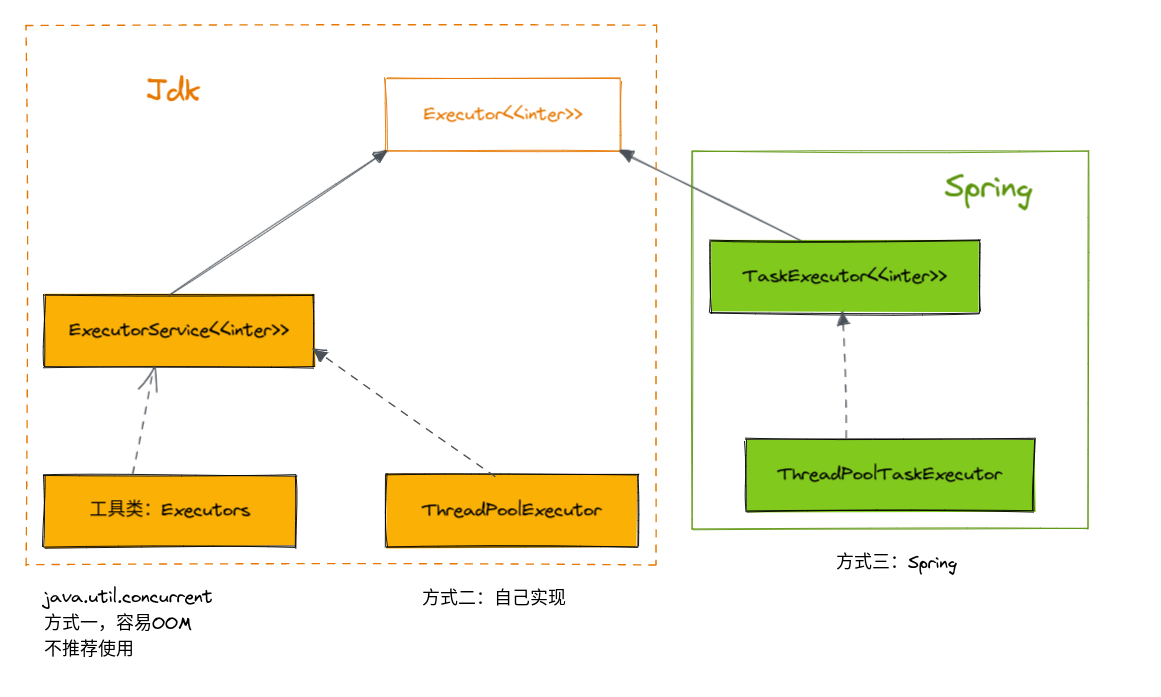 Jdk
Executor<<inter>>
Spring
TaskExecutor<<inter>>
ExecutorService<<inter>>
ThreadPoolTaskExecutor
工具类：Executors
ThreadPoolExecutor
方式三：Spring
java.util.concurrent
方式一，容易OOM
不推荐使用
方式二：自己实现